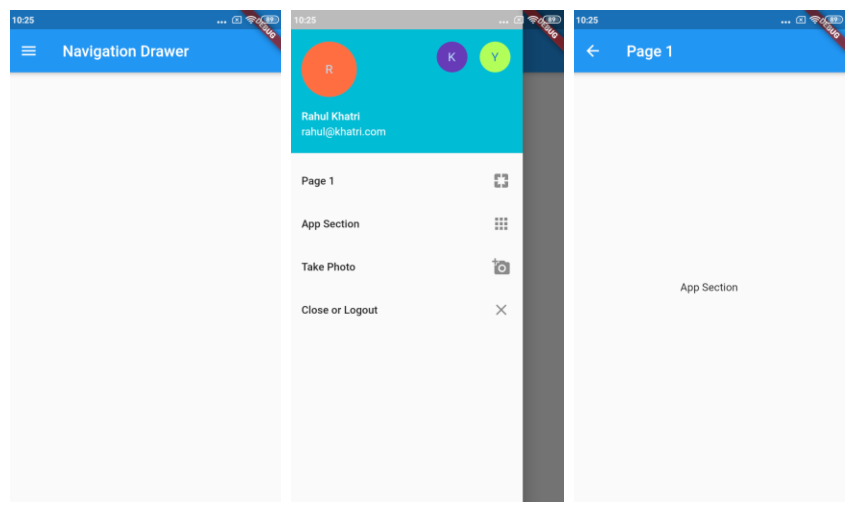 10:25
...
89
DEBUG
Navigation Drawer
10:25
...
89
DEBUG
R
K
Y
Rahul Khatri
rahul@khatri.com
Page 1
App Section
Take Photo
Close or Logout
10:25
...
89
DEBUG
Page 1
App Section